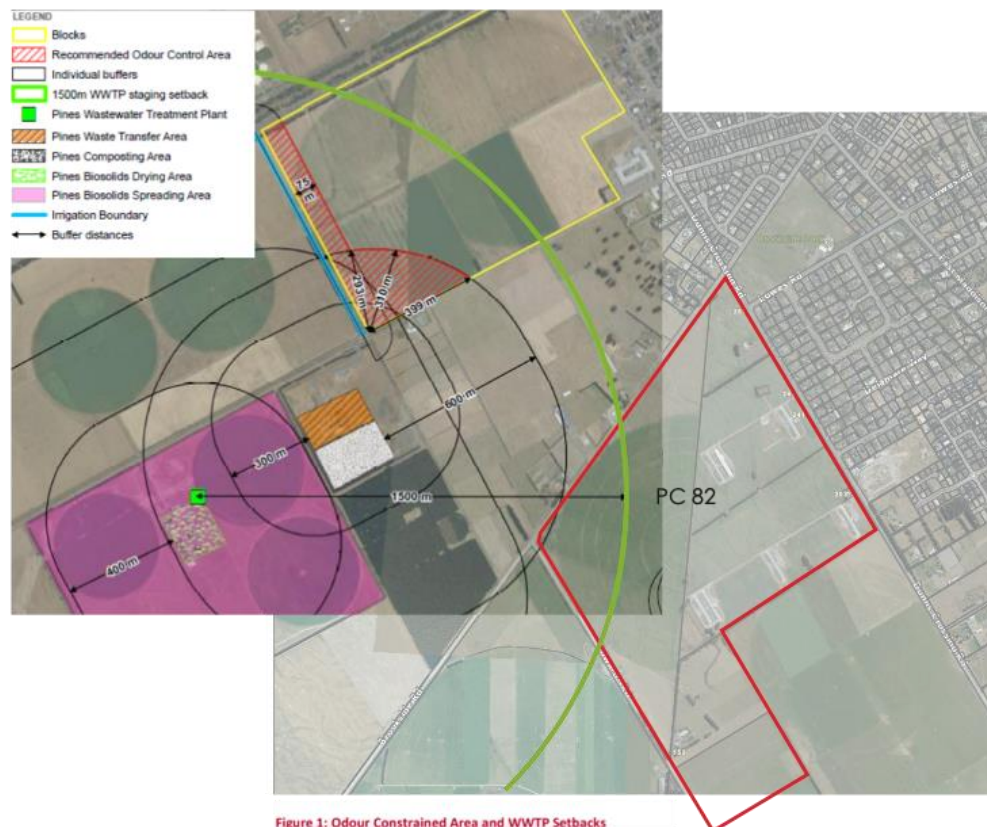 LEGEND
Blocks
Recommended Odour Control Area
Individual buffers
1500m WWTP staging setback
Pines Wastewater Treatment Plant
Pines Waste Transfer Area
Pines Composting Area
Pines Biosolids Drying Area
Pines Biosolids Spreading Area
Irrigation Boundary
Buffer distances
75
m
293 m
310 m
399 m
600 m
300 m
1500 m
400 m
PC 82
Lowes Rd
Figure 1: Odour Constrained Area and WWTP Setbacks